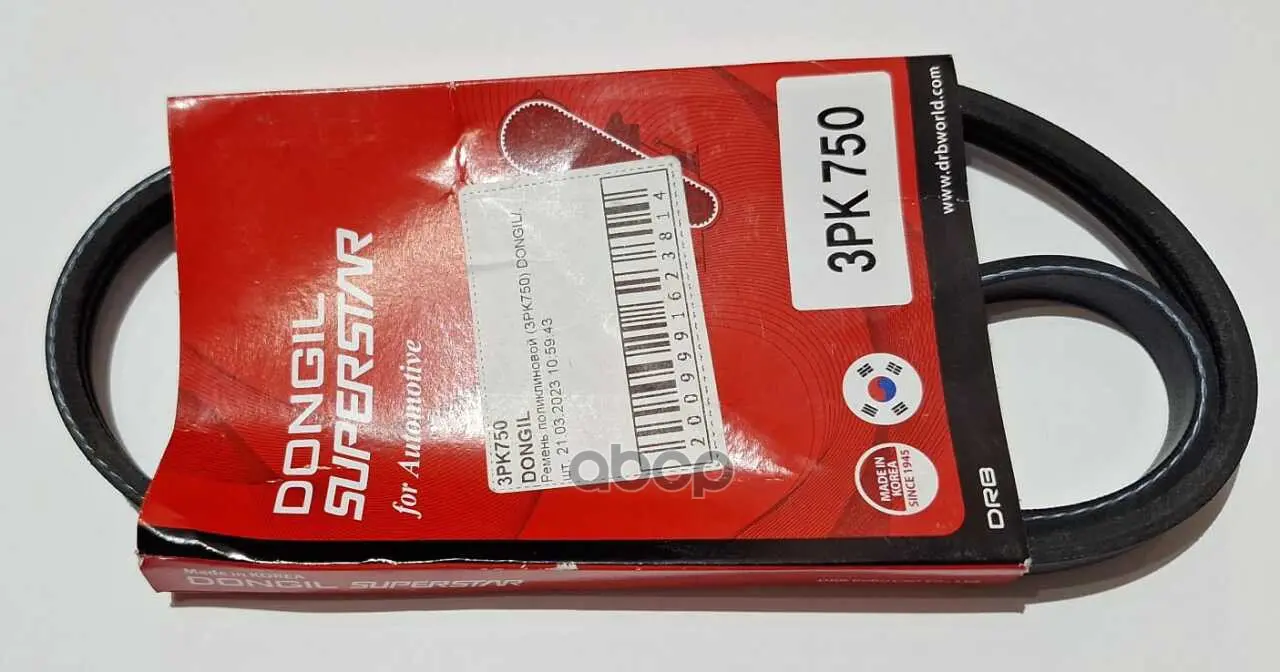 DONGIL
SUPERSTAR
for Automotive
3PK750
DONGIL
Ремень поликлиновой (3PK750) DONGIL/.
шт. 21.03.2023 10:59:43
2009991623814
3PK 750
www.drbworld.com
MADE IN
KOREA
SINCE 1945
DRB
Made in KOREA
DONGIL SUPERSTAR